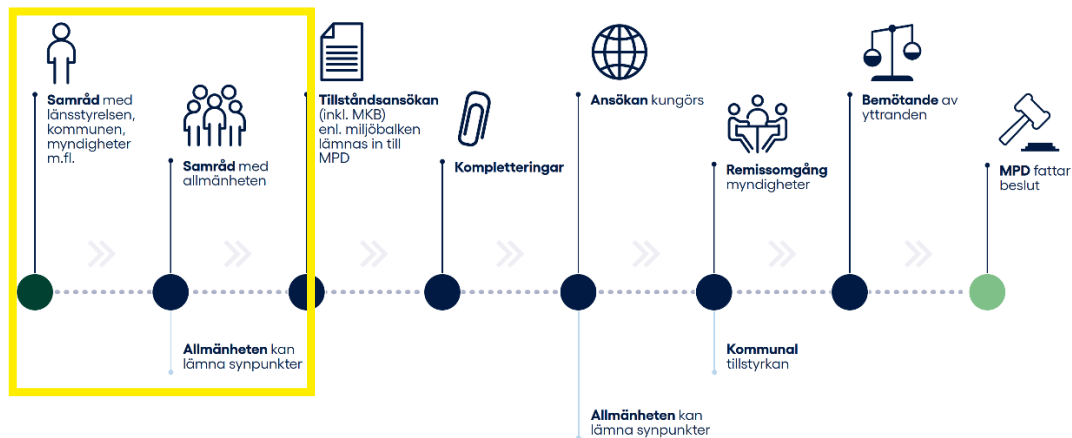 Samråd med
länsstyrelsen,
kommunen,
myndigheter
m.fl.
Samråd med
allmänheten
Allmänheten kan
lämna synpunkter
Tillståndsansökan
(inkl. MKB)
enl. miljöbalken
lämnas in till
MPD
Kompletteringar
Ansökan kungörs
Allmänheten kan
lämna synpunkter
Remissomgång
myndigheter
Kommunal
tillstyrkan
Bemötande av
yttranden
MPD fattar
beslut